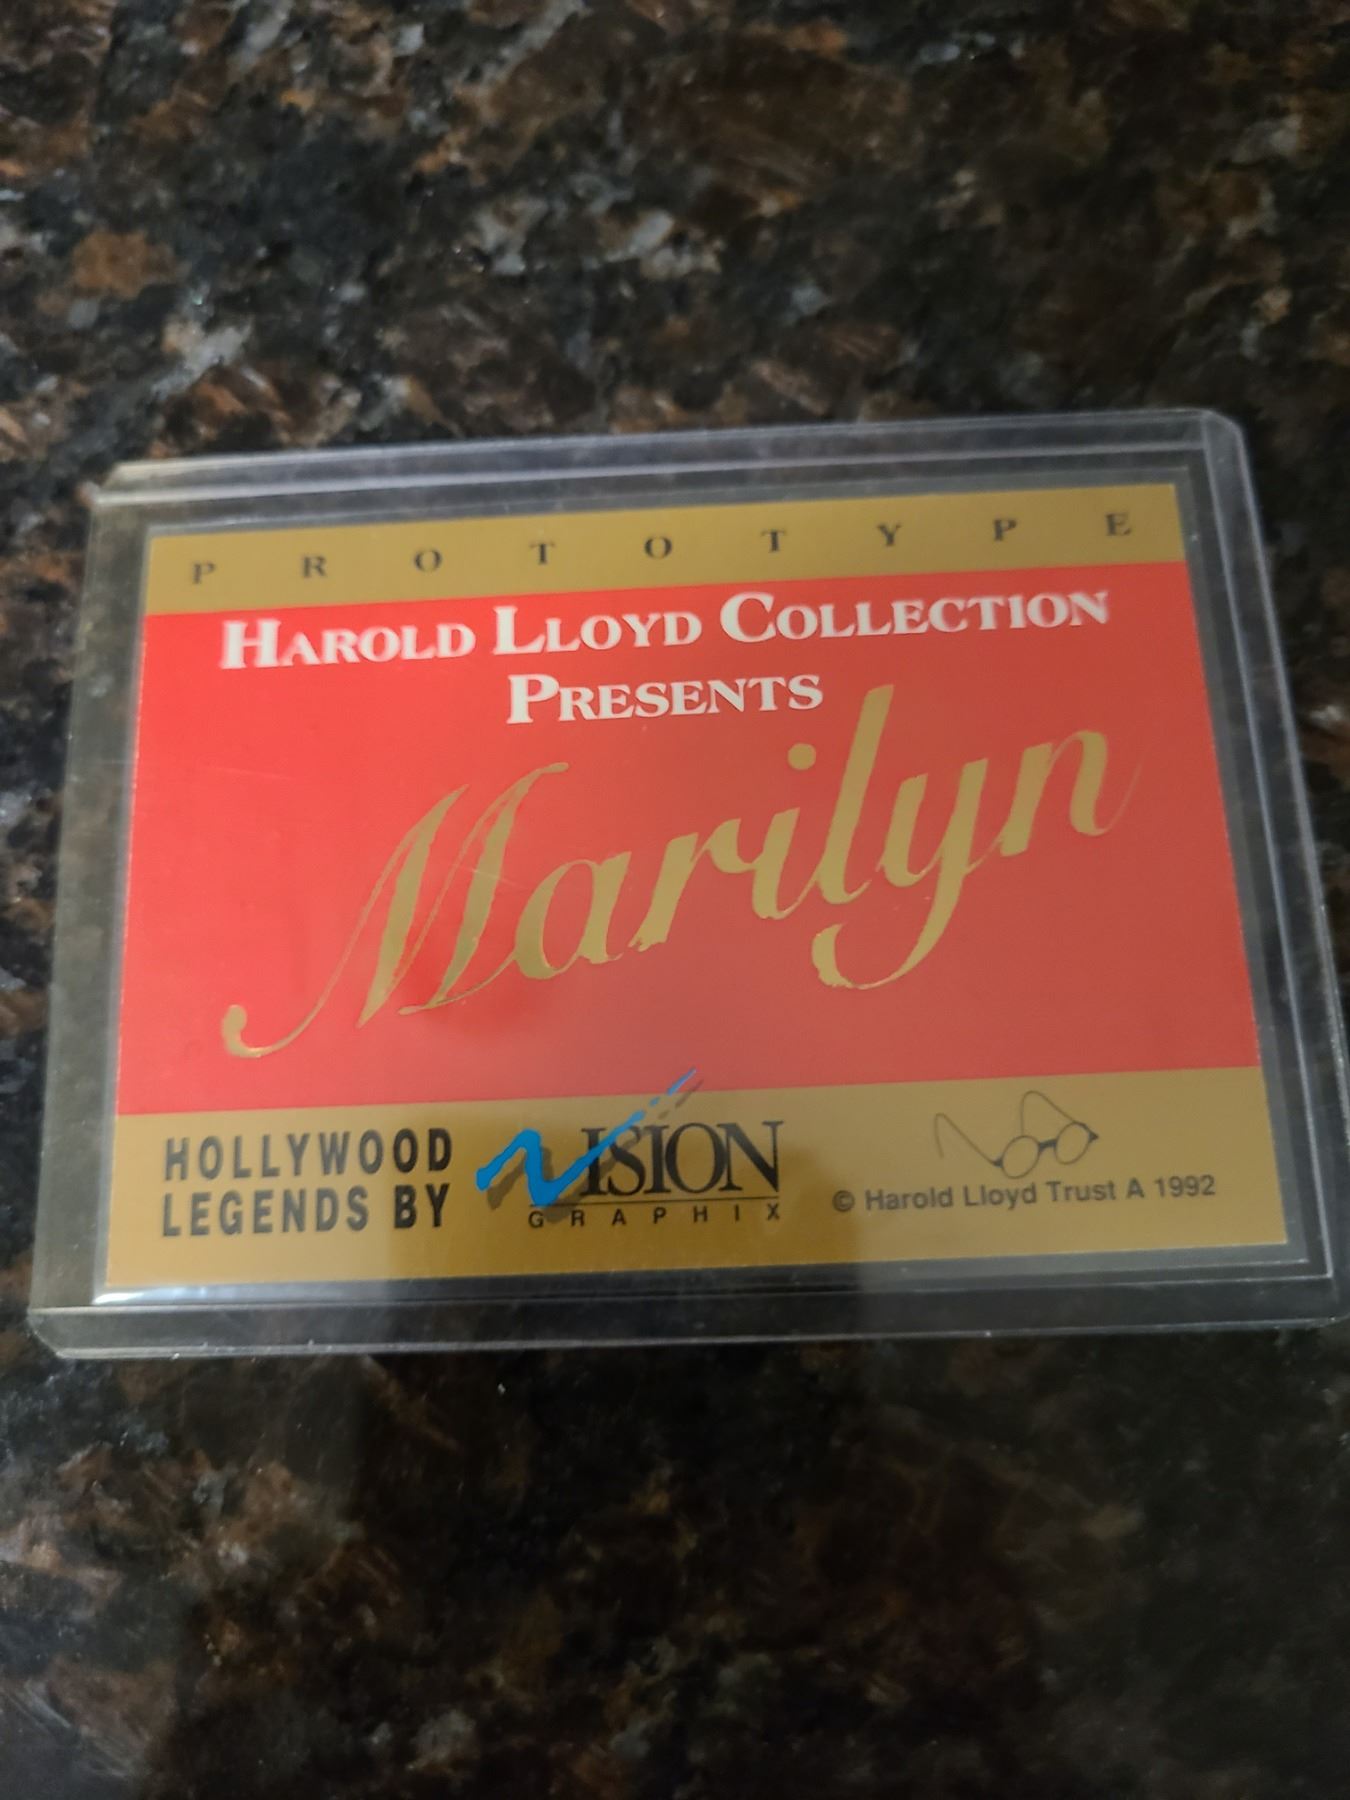 PROTOTYPE
HAROLD LLOYD COLLECTION
PRESENTS
Marilyn
HOLLYWOOD
LEGENDS BY
VISION
GRAPHIX
© Harold Lloyd Trust A 1992